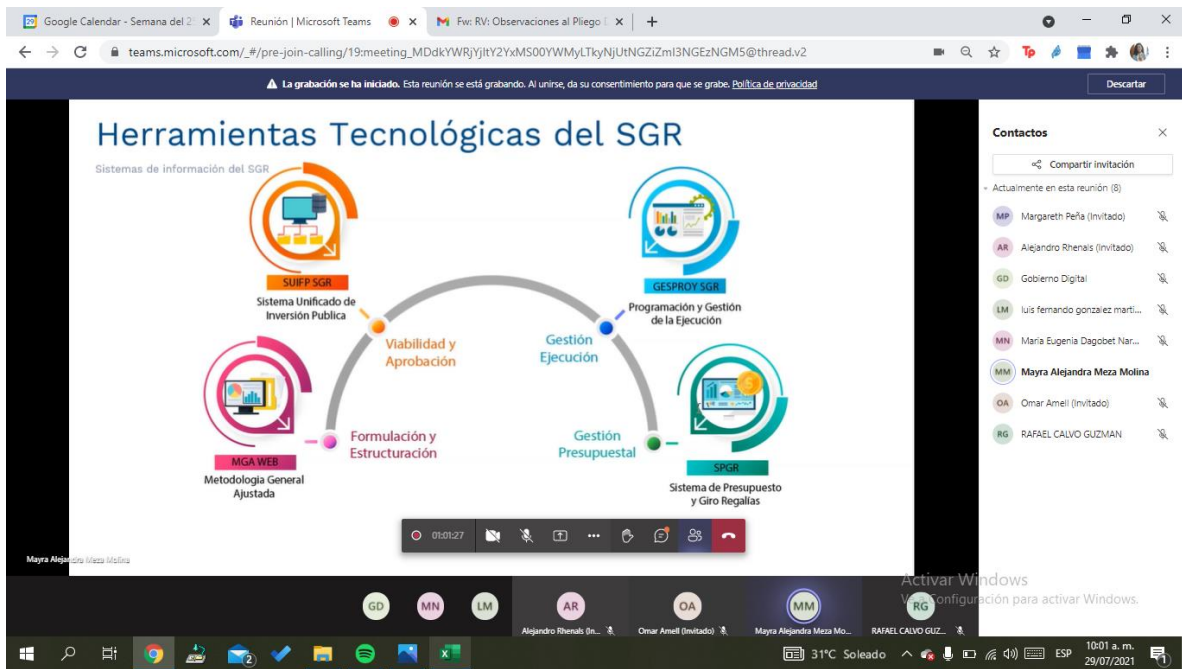 Google Calendar - Semana del 2
Reunión | Microsoft Teams
Fw: RV: Observaciones al Pliego
teams.microsoft.com/_#/pre-join-calling/19:meeting_MDdkYWRjYjItY2YxMS00YWMyLTkyNjUtNGZiZmI3NGEzNGM5@thread.v2
Tp
La grabación se ha iniciado. Esta reunión se está grabando. Al unirse, da su consentimiento para que se grabe. Política de privacidad
Descartar
Herramientas Tecnológicas del SGR
Sistemas de información del SGR
SUIFP SGR
Sistema Unificado de
Inversión Publica
GESPROY SGR
Programación y Gestión
de la Ejecución
Viabilidad y
Aprobación
Gestión
Ejecución
MGA WEB
Metodologia General
Ajustada
Formulación y
Estructuración
Gestión
Presupuestal
SPGR
Sistema de Presupuesto
y Giro Regalías
01:01:27
Mayra Alejandra Meza Molina
Contactos
Compartir invitación
Actualmente en esta reunión (8)
MP Margareth Peña (Invitado)
AR Alejandro Rhenals (Invitado)
GD Gobierno Digital
LM luis fernando gonzalez marti...
MN Maria Eugenia Dagobet Nar...
MM Mayra Alejandra Meza Molina
OA Omar Amell (Invitado)
RG RAFAEL CALVO GUZMAN
GD
MN
LM
AR
OA
MM
RG
Alejandro Rhenals (In...
Omar Amell (Invitado)
Mayra Alejandra Meza Mo...
RAFAEL CALVO GUZ...
Activar Windows
Configuración para activar Windows.
31°C Soleado
ESP
10:01 a. m.
29/07/2021